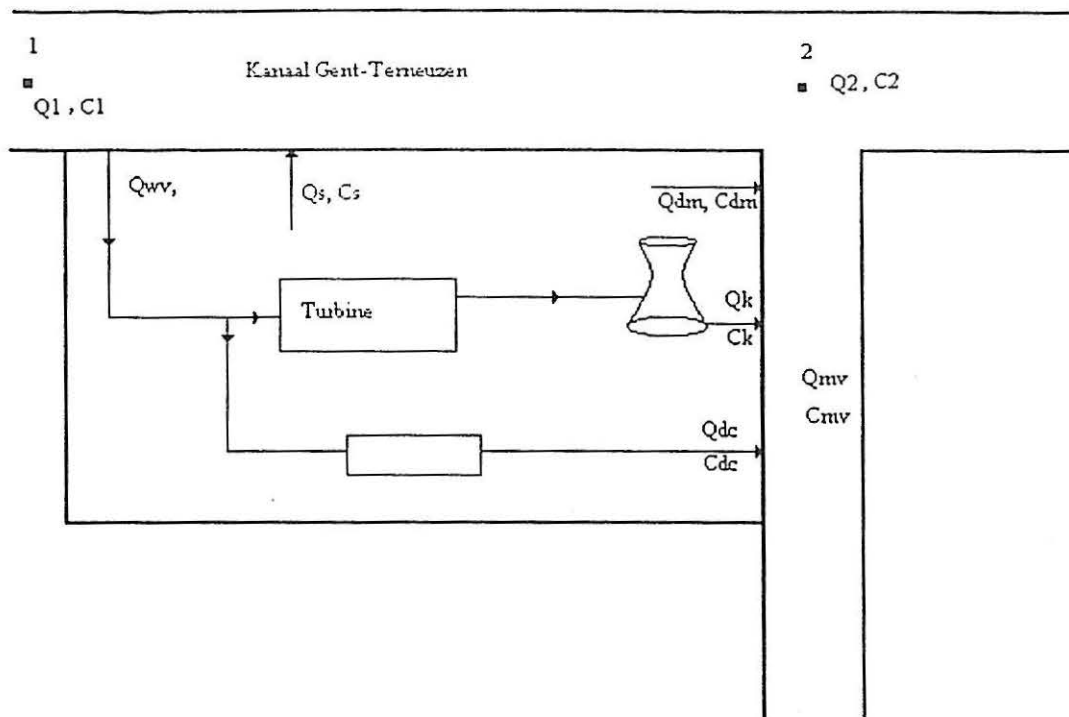 1
Kanaal Gent-Terneuzen
2
Q1 , C1
Q2 , C2
Qwv,
Qs, Cs
Qdm, Cdm
Turbine
Qk
Ck
Qmv
Cmv
Qdc
Cdc